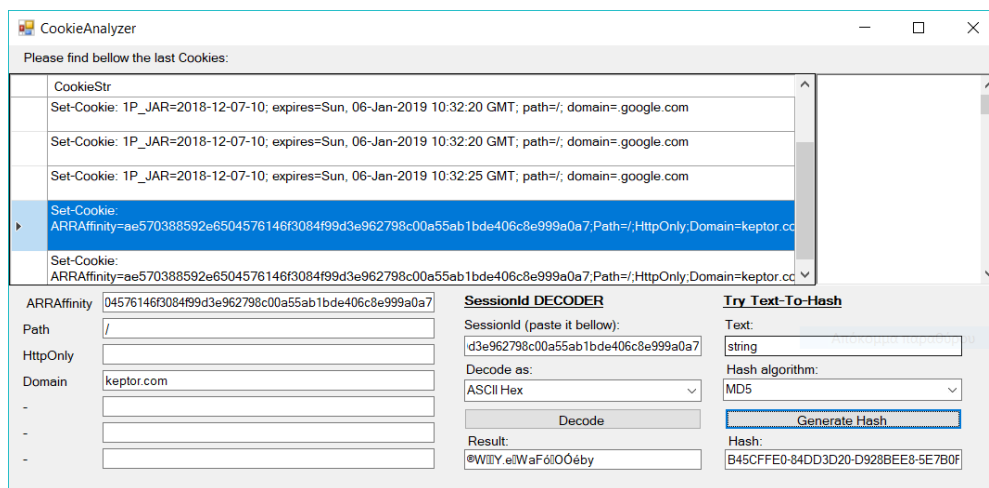 CookieAnalyzer
Please find bellow the last Cookies:
CookieStr
Set-Cookie: 1P_JAR=2018-12-07-10; expires=Sun, 06-Jan-2019 10:32:20 GMT; path=/; domain=.google.com
Set-Cookie: 1P_JAR=2018-12-07-10; expires=Sun, 06-Jan-2019 10:32:20 GMT; path=/; domain=.google.com
Set-Cookie: 1P_JAR=2018-12-07-10; expires=Sun, 06-Jan-2019 10:32:25 GMT; path=/; domain=.google.com
Set-Cookie:
ARRAffinity=ae570388592e6504576146f3084f99d3e962798c00a55ab1bde406c8e999a0a7;Path=/;HttpOnly;Domain=keptor.co
Set-Cookie:
ARRAffinity=ae570388592e6504576146f3084f99d3e962798c00a55ab1bde406c8e999a0a7;Path=/;HttpOnly;Domain=keptor.cc
ARRAffinity 04576146f3084f99d3e962798c00a55ab1bde406c8e999a0a7
Path /
HttpOnly
Domain keptor.com
-
-
-
SessionId DECODER
SessionId (paste it bellow):
d3e962798c00a55ab1bde406c8e999a0a7
Decode as:
ASCII Hex
Decode
Result:
Try Text-To-Hash
Text:
string
Απόκομμα παραθύρου
Hash algorithm:
MD5
Generate Hash
Hash:
B45CFFE0-84DD3D20-D928BEE8-5E7B0F